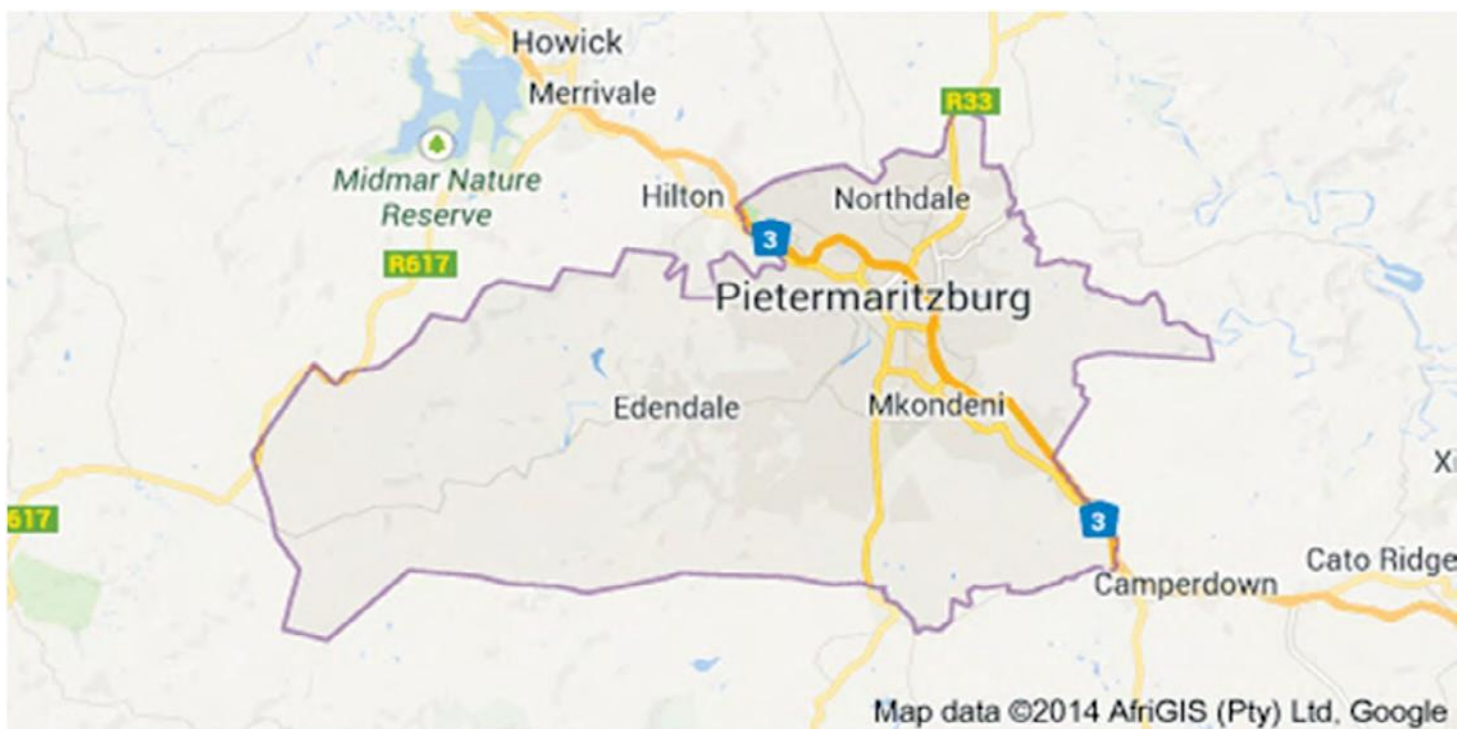 Howick
Merrivale
R33
Midmar Nature
Reserve
Hilton
Northdale
3
R617
Pietermaritzburg
Edendale
Mkondeni
617
3
Cato Ridge
Camperdown
Map data ©2014 AfriGIS (Pty) Ltd, Google